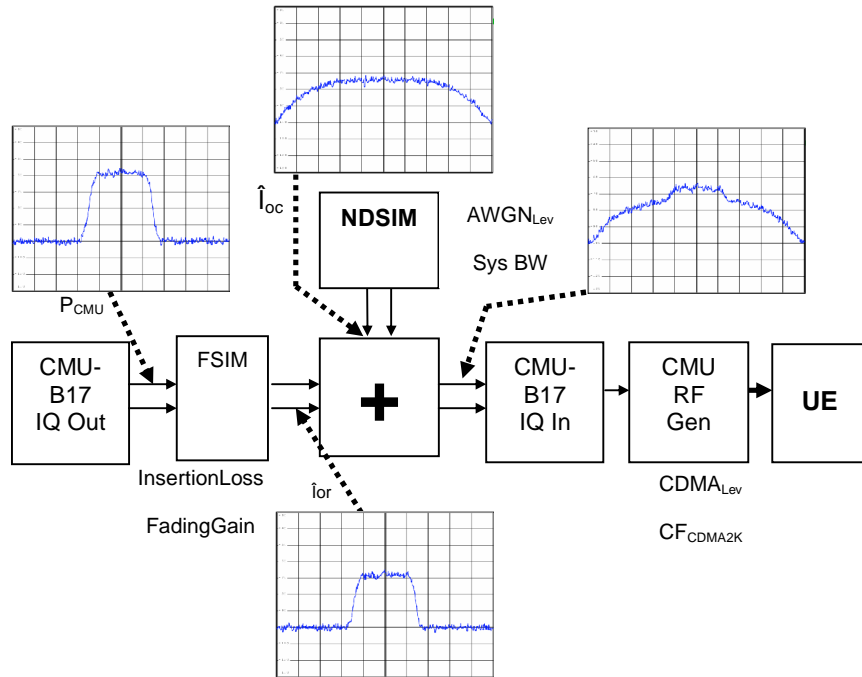 Îoc
NDSIM
AWGNLev
Sys BW
PCMU
CMU-
B17
IQ Out
FSIM
+
CMU-
B17
IQ In
CMU
RF
Gen
UE
InsertionLoss
FadingGain
îor
CDMALev
CFCDMA2K